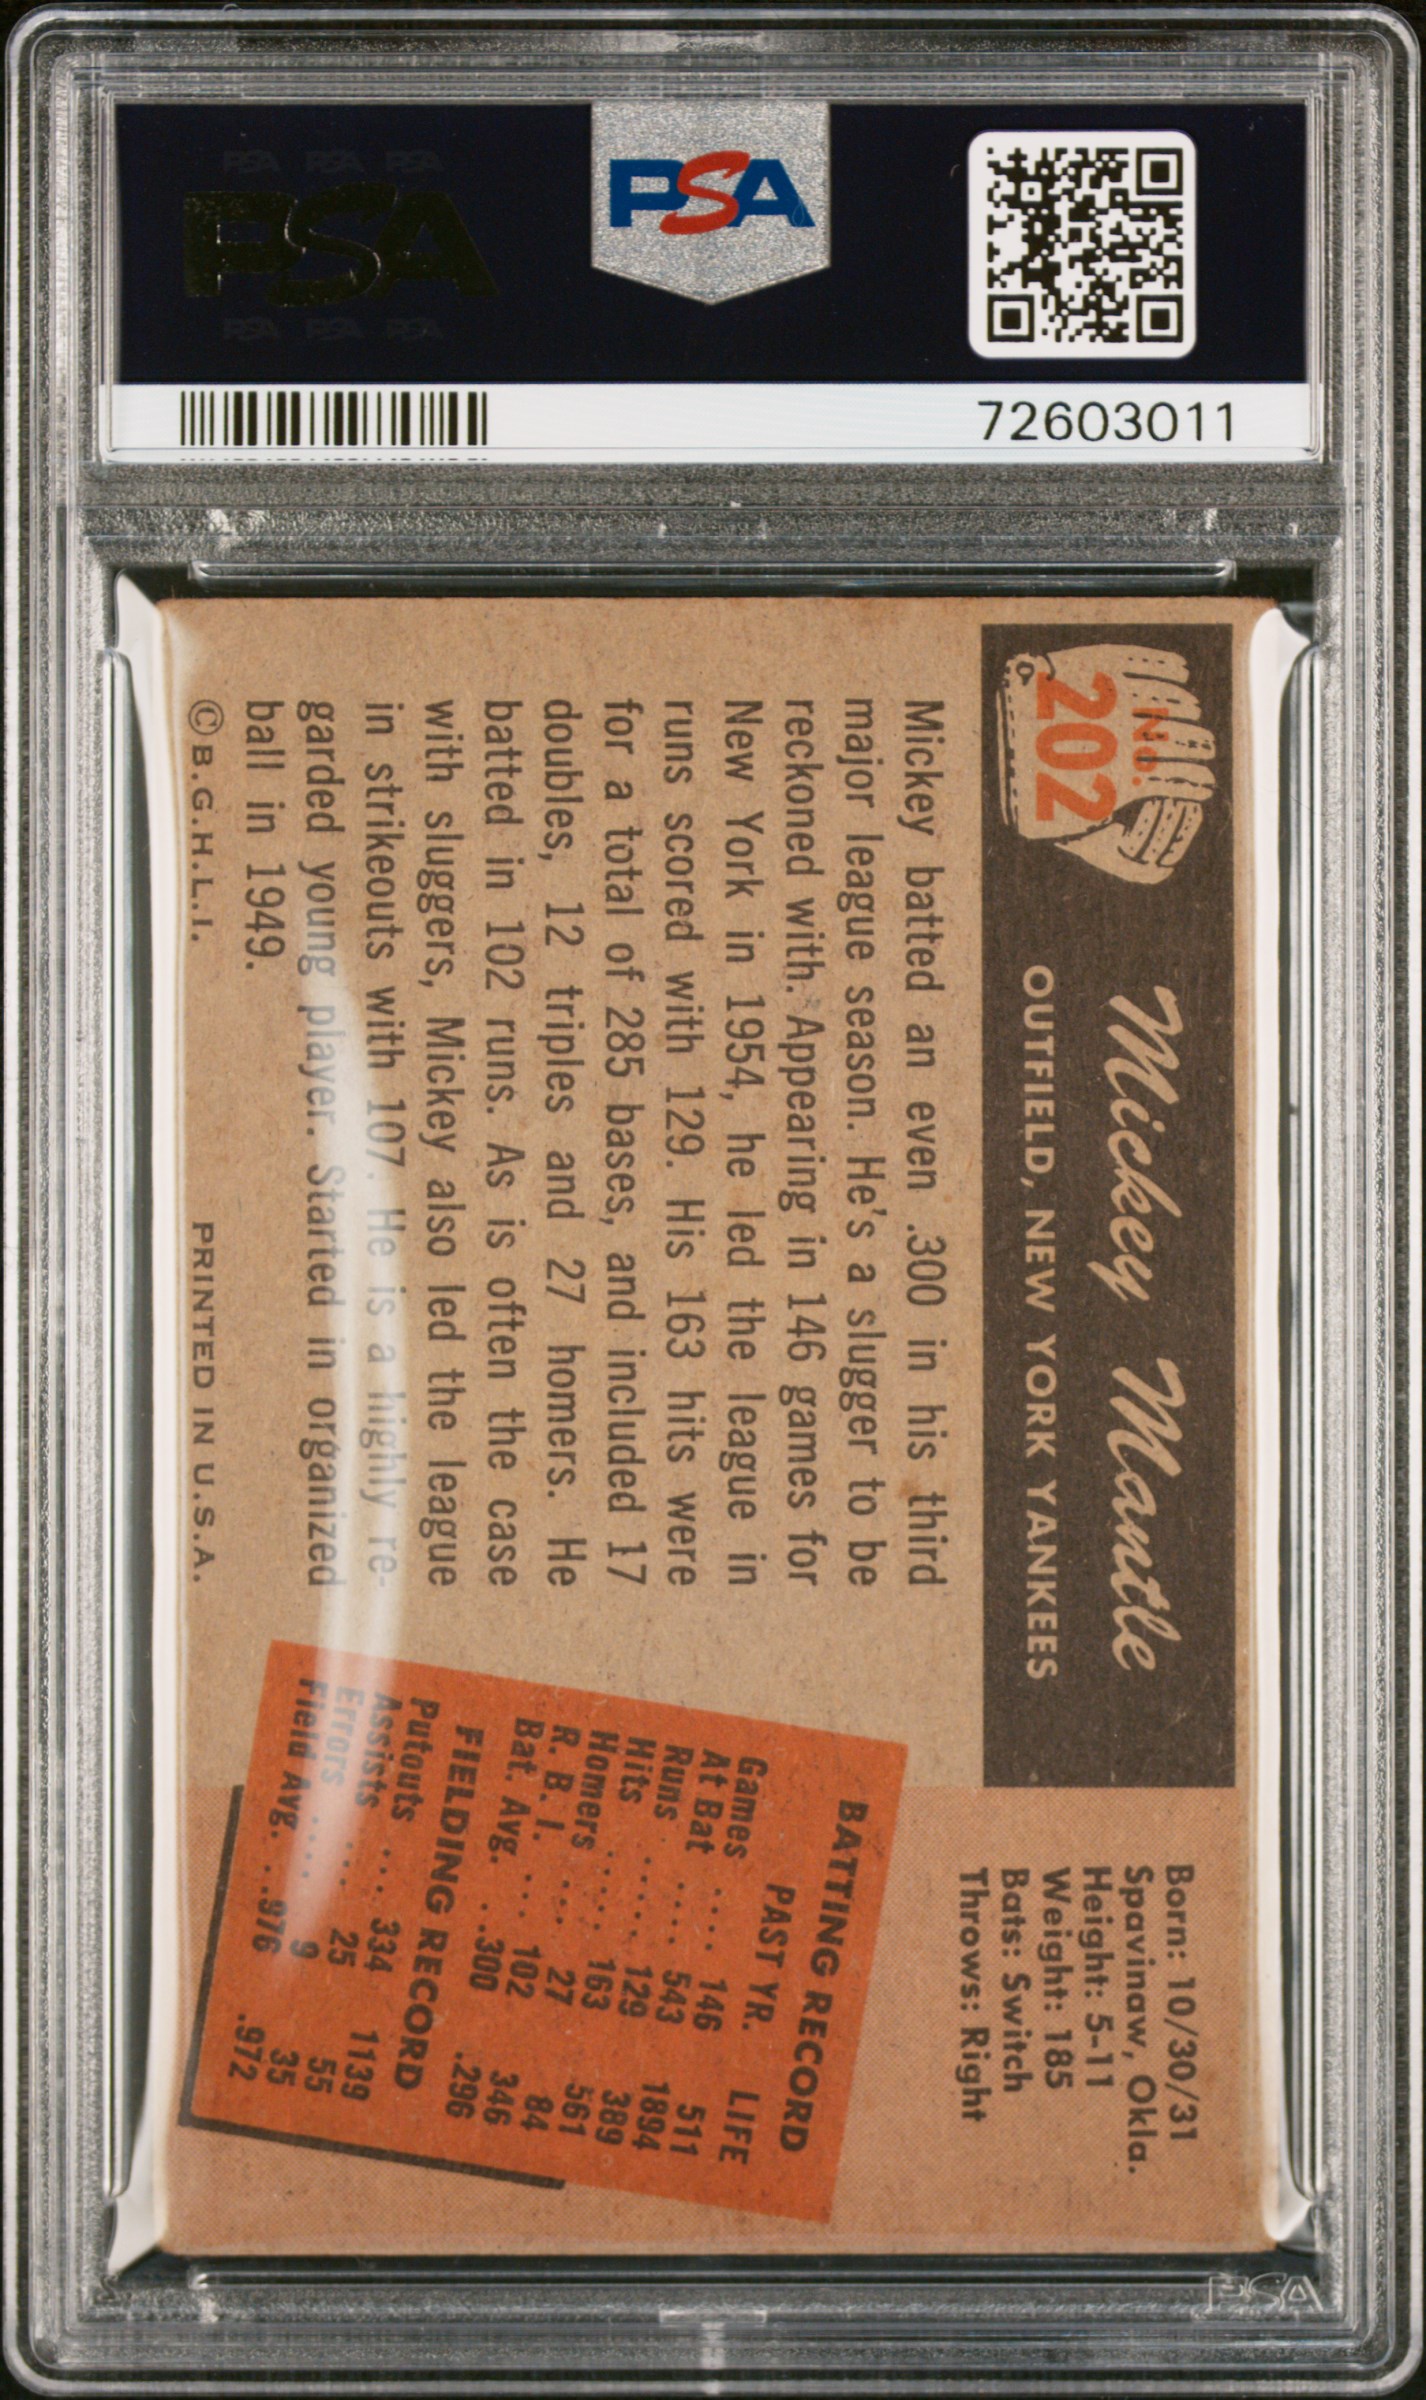 PSA PSA PSA
PSA
PSA PSA PSA
PSA
72603011
No.
202
Mickey Mantle
OUTFIELD, NEW YORK YANKEES
Born: 10/30/31
Spavinaw, Okla.
Height: 5-11
Weight: 185
Bats: Switch
Throws: Right
Mickey batted an even .300 in his third
major league season. He's a slugger to be
reckoned with. Appearing in 146 games for
New York in 1954, he led the league in
runs scored with 129. His 163 hits were
for a total of 285 bases, and included 17
doubles, 12 triples and 27 homers. He
batted in 102 runs. As is often the case
with sluggers, Mickey also led the league
in strikeouts with 107. He is a highly re-
garded young player. Started in organized
ball in 1949.
BATTING RECORD
PAST YR. LIFE
Games .... 146 511
At Bat .... 543 1894
Runs ..... 129 389
Hits ..... 163 561
Homers ... 27 84
R. B. I. ... 102 346
Bat. Avg. ..300 .296
FIELDING RECORD
Putouts .... 334 1139
Assists .... 25 55
Errors .... 9 35
Field Avg. ...976 .972
© B.G.H.L.I. PRINTED IN U.S.A.
PSA